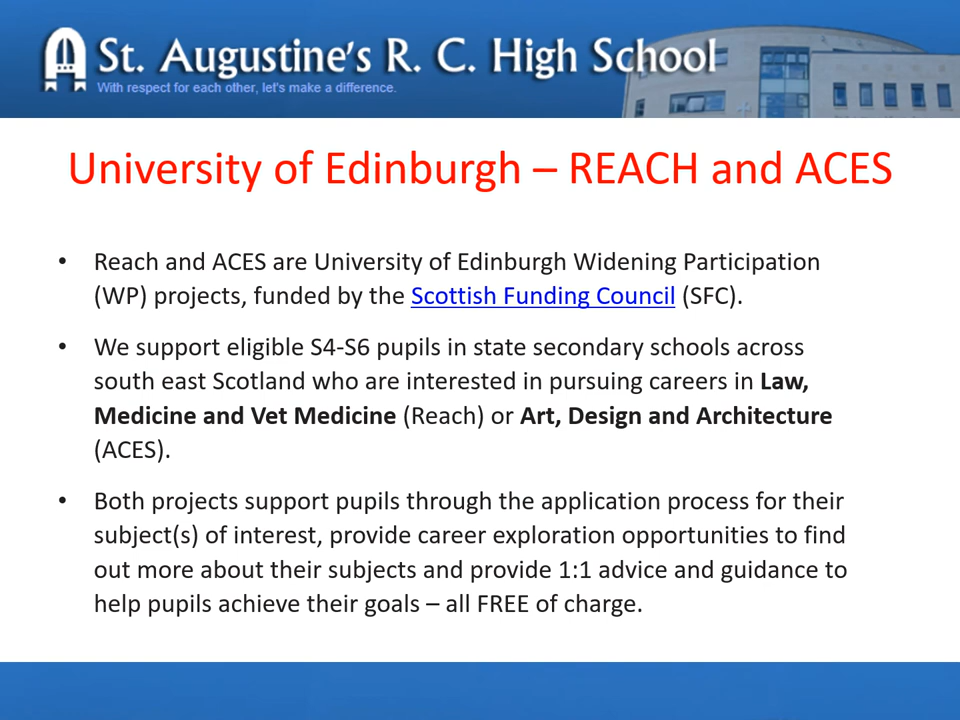 St. Augustine's R. C. High School
With respect for each other, let's make a difference.
University of Edinburgh – REACH and ACES
• Reach and ACES are University of Edinburgh Widening Participation
(WP) projects, funded by the Scottish Funding Council (SFC).
• We support eligible S4-S6 pupils in state secondary schools across
south east Scotland who are interested in pursuing careers in Law,
Medicine and Vet Medicine (Reach) or Art, Design and Architecture
(ACES).
• Both projects support pupils through the application process for their
subject(s) of interest, provide career exploration opportunities to find
out more about their subjects and provide 1:1 advice and guidance to
help pupils achieve their goals – all FREE of charge.